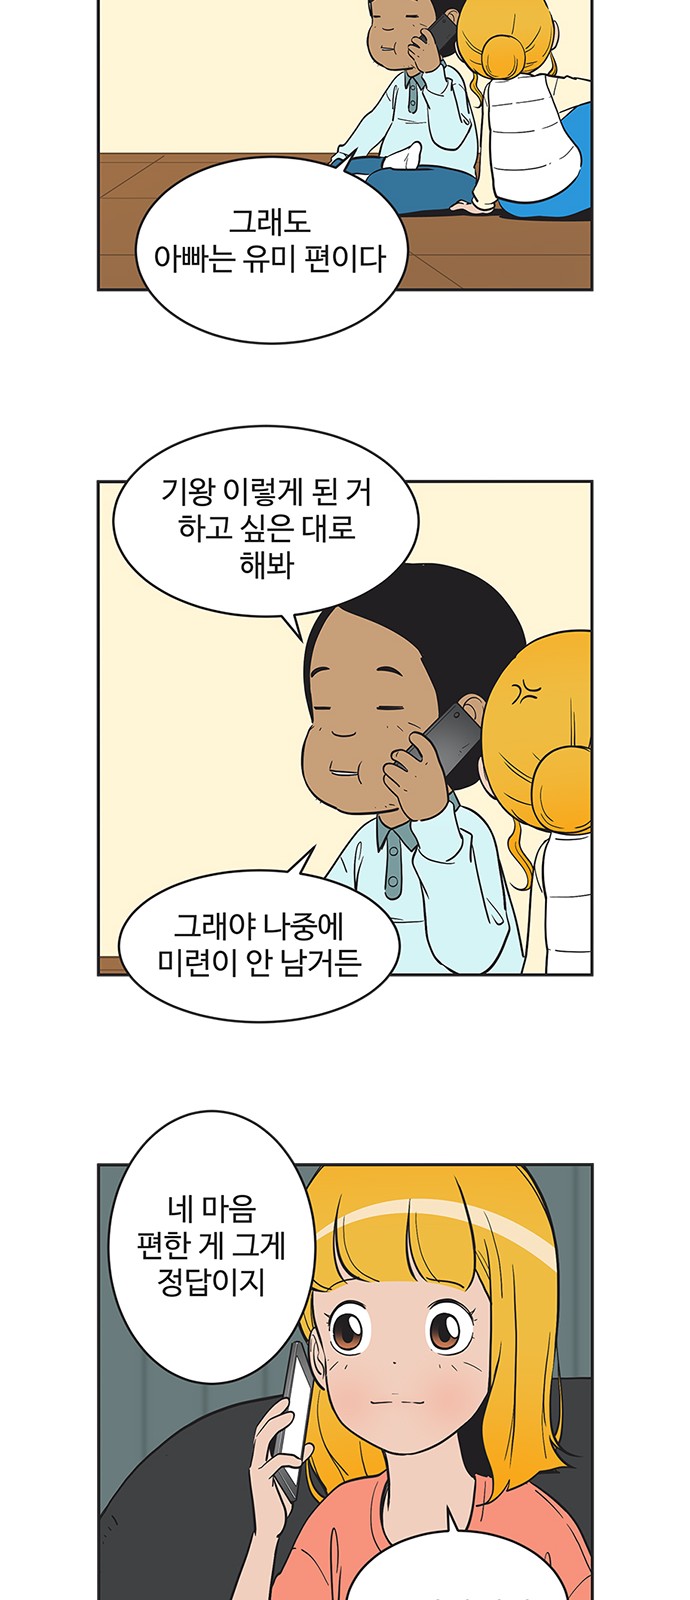 그래도
아빠는 유미 편이다
기왕 이렇게 된 거
하고 싶은 대로
해봐
그래야 나중에
미련이 안 남거든
네 마음
편한 게 그게
정답이지